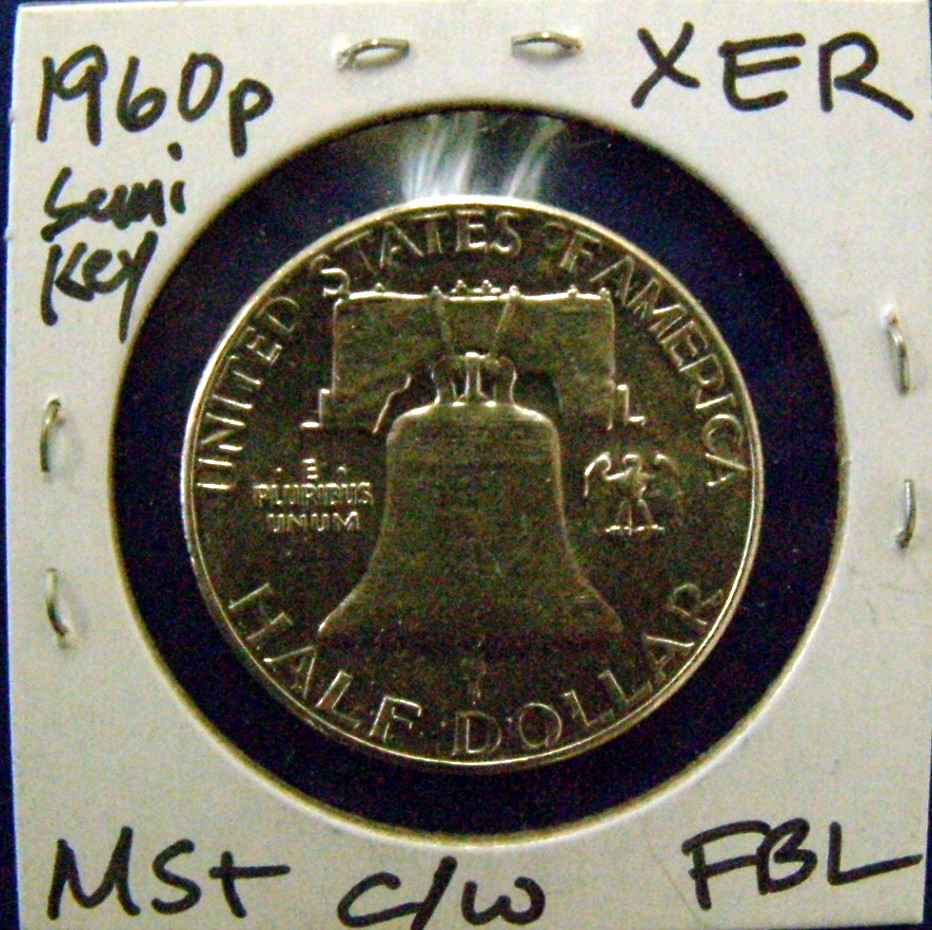 1960p
XER
Semi
Key
UNITED STATES OF AMERICA
E
PLURIBUS
UNUM
HALF DOLLAR
MS+ C/W FBL